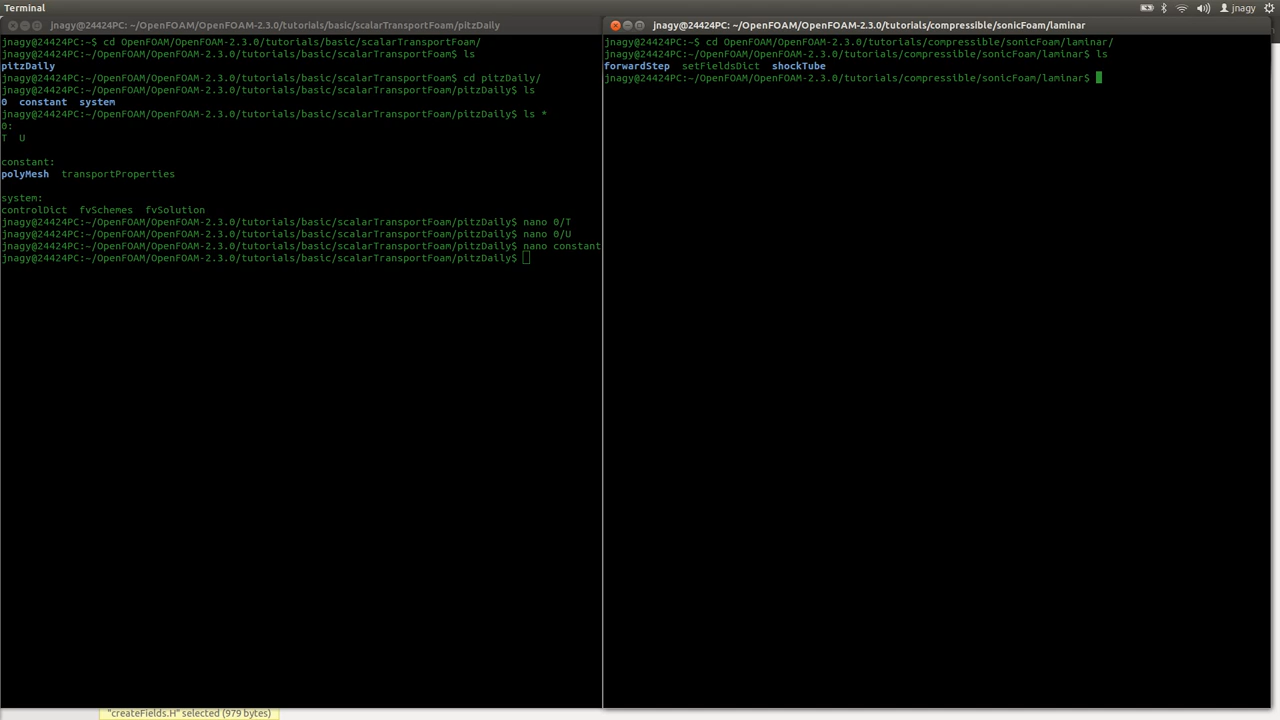 Terminal
jnagy
jnagy@24424PC: ~/OpenFOAM/OpenFOAM-2.3.0/tutorials/basic/scalarTransportFoam/pitzDaily
jnagy@24424PC:~$ cd OpenFOAM/OpenFOAM-2.3.0/tutorials/basic/scalarTransportFoam/
jnagy@24424PC:~/OpenFOAM/OpenFOAM-2.3.0/tutorials/basic/scalarTransportFoam$ ls
pitzDaily
jnagy@24424PC:~/OpenFOAM/OpenFOAM-2.3.0/tutorials/basic/scalarTransportFoam$ cd pitzDaily/
jnagy@24424PC:~/OpenFOAM/OpenFOAM-2.3.0/tutorials/basic/scalarTransportFoam/pitzDaily$ ls
0  constant  system
jnagy@24424PC:~/OpenFOAM/OpenFOAM-2.3.0/tutorials/basic/scalarTransportFoam/pitzDaily$ ls *
0:
T  U
constant:
polyMesh  transportProperties
system:
controlDict  fvSchemes  fvSolution
jnagy@24424PC:~/OpenFOAM/OpenFOAM-2.3.0/tutorials/basic/scalarTransportFoam/pitzDaily$ nano 0/T
jnagy@24424PC:~/OpenFOAM/OpenFOAM-2.3.0/tutorials/basic/scalarTransportFoam/pitzDaily$ nano 0/U
jnagy@24424PC:~/OpenFOAM/OpenFOAM-2.3.0/tutorials/basic/scalarTransportFoam/pitzDaily$ nano constant
jnagy@24424PC:~/OpenFOAM/OpenFOAM-2.3.0/tutorials/basic/scalarTransportFoam/pitzDaily$
jnagy@24424PC: ~/OpenFOAM/OpenFOAM-2.3.0/tutorials/compressible/sonicFoam/laminar
jnagy@24424PC:~$ cd OpenFOAM/OpenFOAM-2.3.0/tutorials/compressible/sonicFoam/laminar/
jnagy@24424PC:~/OpenFOAM/OpenFOAM-2.3.0/tutorials/compressible/sonicFoam/laminar$ ls
forwardStep  setFieldsDict  shockTube
jnagy@24424PC:~/OpenFOAM/OpenFOAM-2.3.0/tutorials/compressible/sonicFoam/laminar$
"createFields.H" selected (979 bytes)